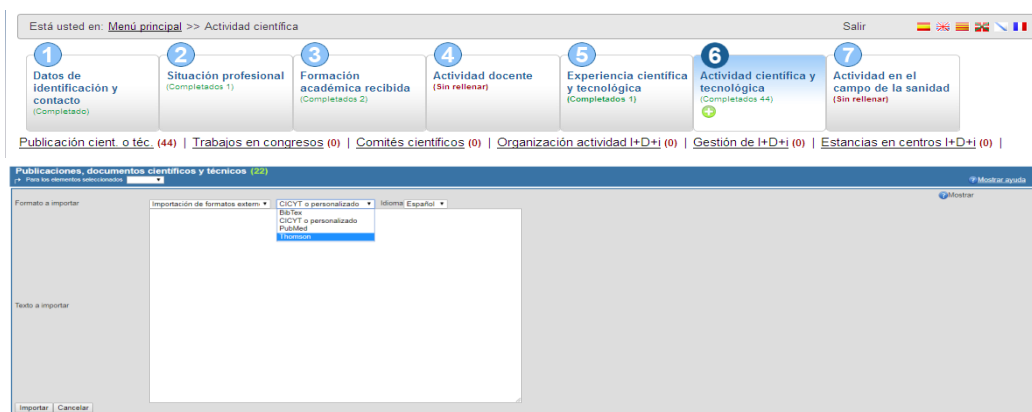 Está usted en: Menú principal >> Actividad científica
Salir
1
Datos de
identificación y
contacto
(Completado)
2
Situación profesional
(Completados 1)
3
Formación
académica recibida
(Completados 2)
4
Actividad docente
(Sin rellenar)
5
Experiencia científica
y tecnológica
(Completados 1)
6
Actividad científica y
tecnológica
(Completados 44)
7
Actividad en el
campo de la sanidad
(Sin rellenar)
Publicación cient. o téc. (44) | Trabajos en congresos (0) | Comités científicos (0) | Organización actividad I+D+i (0) | Gestión de I+D+i (0) | Estancias en centros I+D+i (0) |
Publicaciones, documentos científicos y técnicos (22)
Para los elementos seleccionados
Mostrar ayuda
Mostrar
Formato a importar
Importación de formatos extern
CICYT o personalizado
Idioma Español
BibTex
CICYT o personalizado
PubMed
Thomson
Texto a importar
Importar
Cancelar